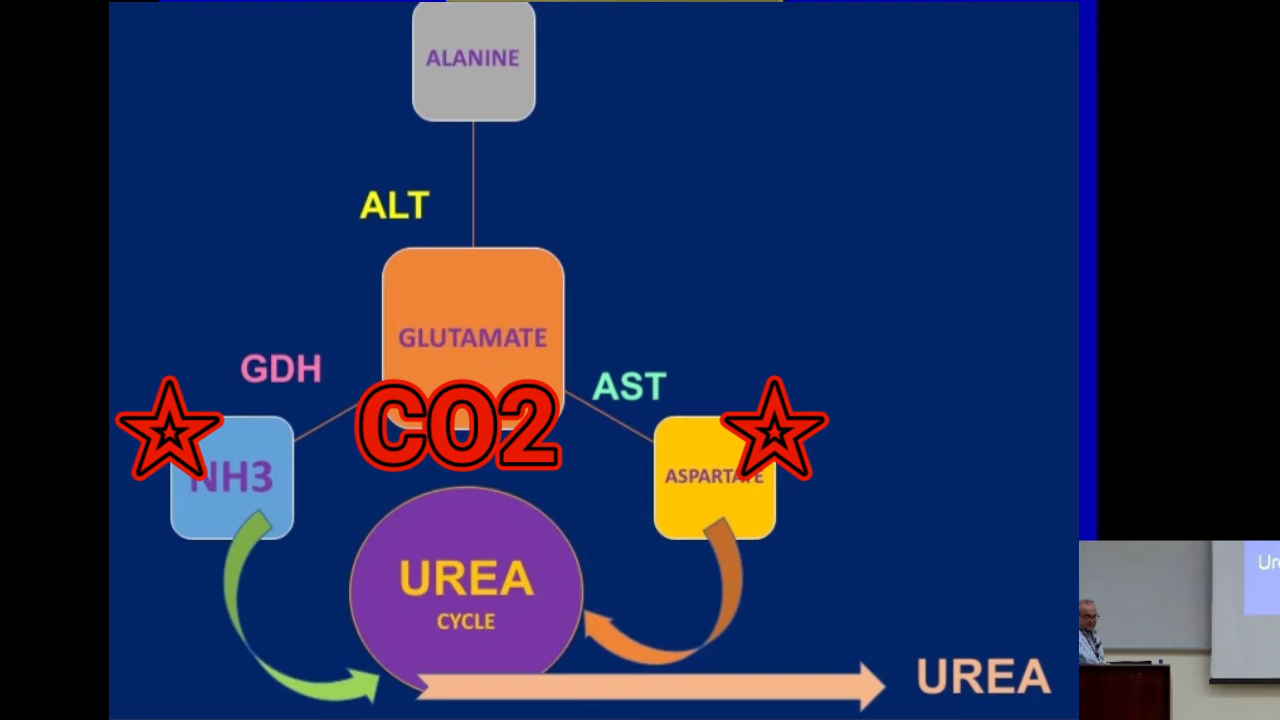 ALANINE
ALT
GLUTAMATE
GDH
AST
CO2
NH3
ASPARTATE
UREA
CYCLE
UREA